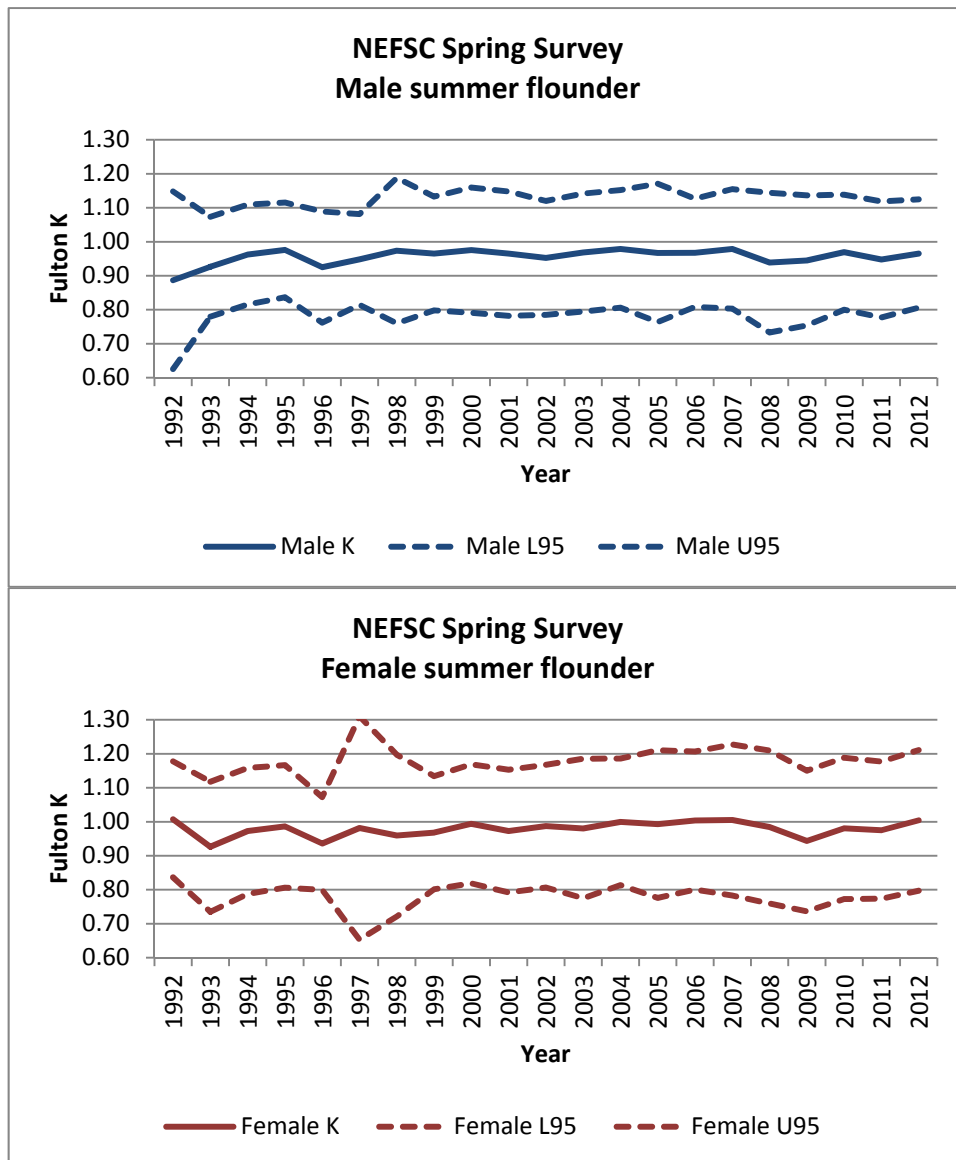 NEFSC Spring Survey
Male summer flounder
Fulton K
1.30
1.20
1.10
1.00
0.90
0.80
0.70
0.60
1992 1993 1994 1995 1996 1997 1998 1999 2000 2001 2002 2003 2004 2005 2006 2007 2008 2009 2010 2011 2012
Year
Male K Male L95 Male U95
NEFSC Spring Survey
Female summer flounder
Fulton K
1.30
1.20
1.10
1.00
0.90
0.80
0.70
0.60
1992 1993 1994 1995 1996 1997 1998 1999 2000 2001 2002 2003 2004 2005 2006 2007 2008 2009 2010 2011 2012
Year
Female K Female L95 Female U95